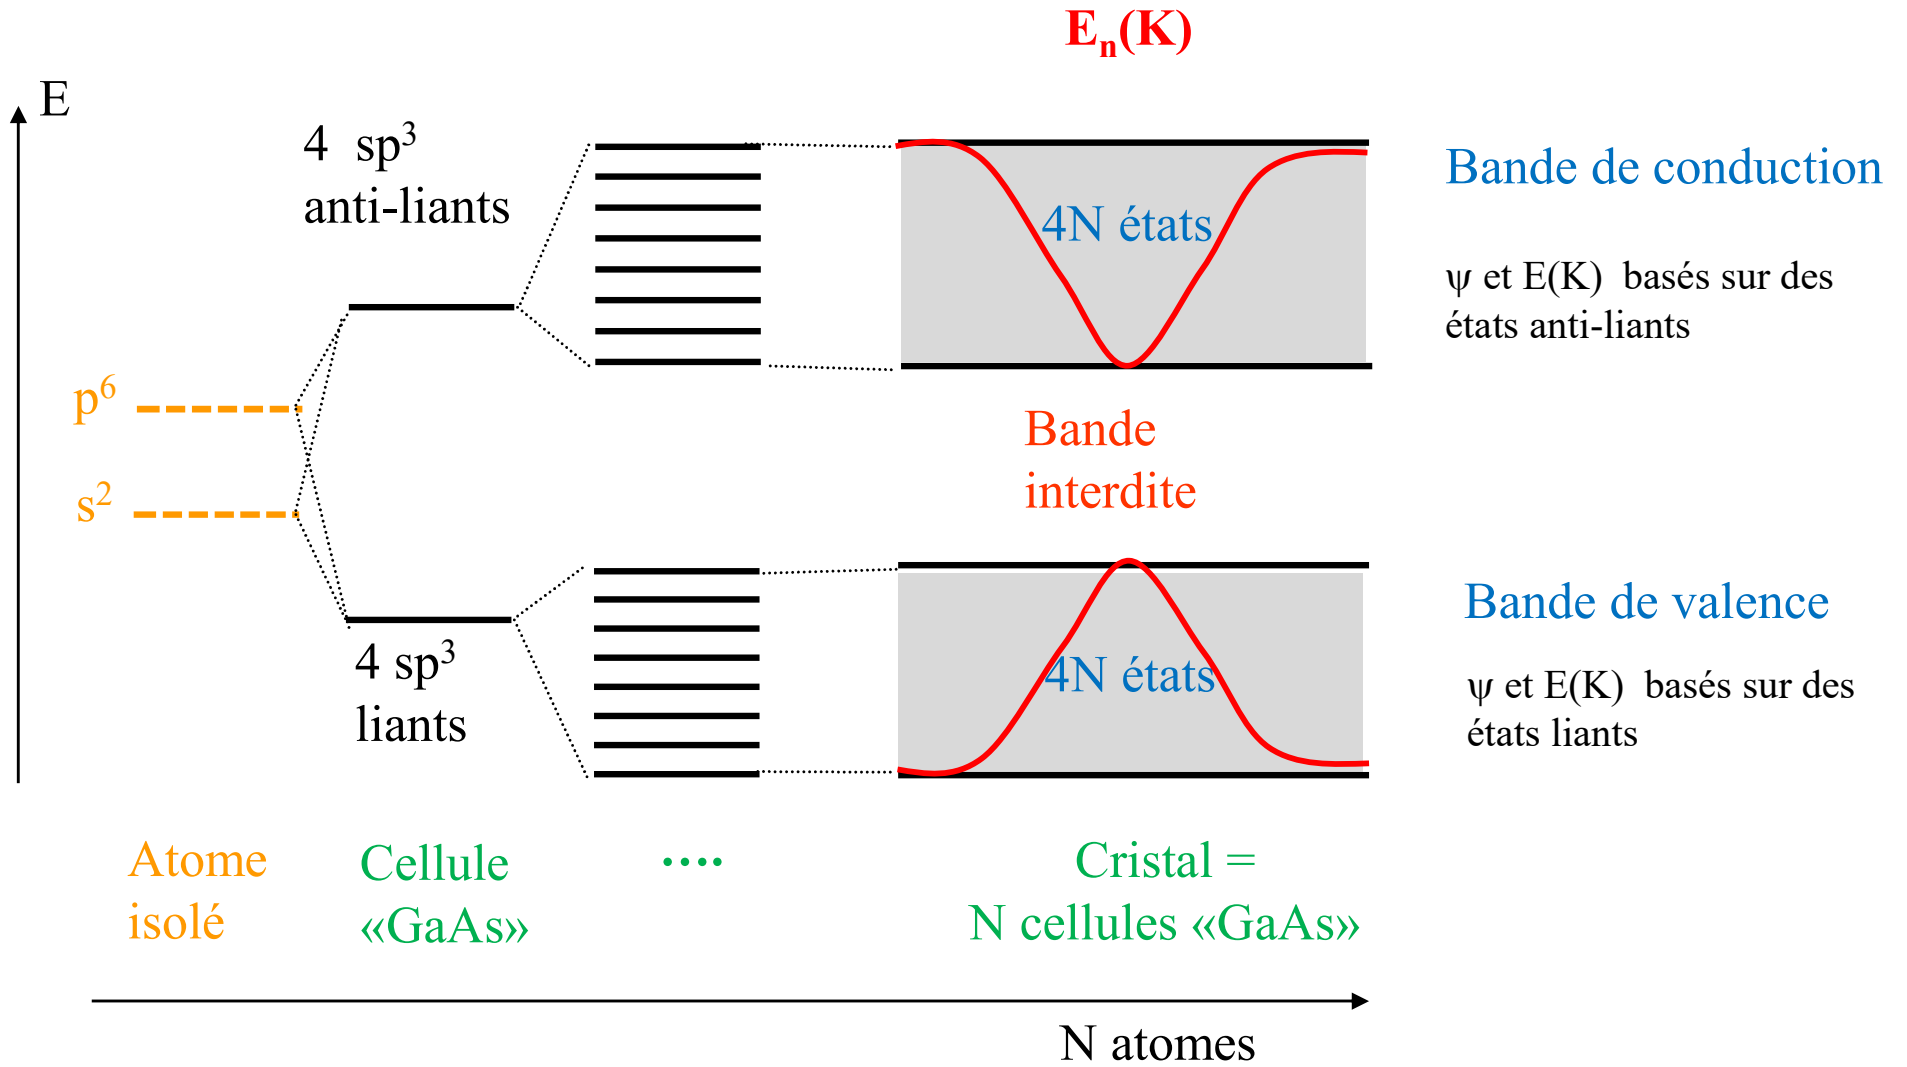 Eₙ(K)
E
4 sp³
anti-liants
p⁶
s²
4 sp³
liants
4N états
Bande
interdite
4N états
Bande de conduction
ψ et E(K) basés sur des
états anti-liants
Bande de valence
ψ et E(K) basés sur des
états liants
Atome
isolé
Cellule
«GaAs»
....
Cristal =
N cellules «GaAs»
N atomes